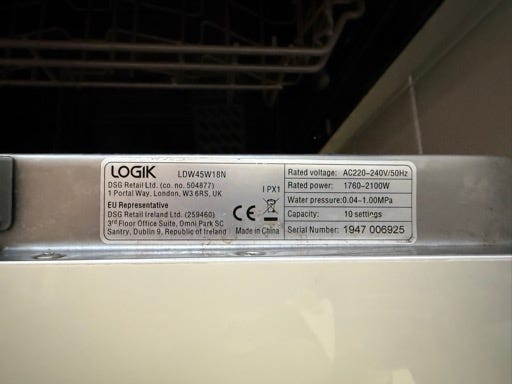 LOGIK LDW45W18N
DSG Retail Ltd. (co. no. 504877)
1 Portal Way, London, W3 6RS, UK
IPX1
EU Representative
DSG Retail Ireland Ltd. (259460)
3rd Floor Office Suite, Omni Park SC
Santry, Dublin 9, Republic of Ireland
CE
Made in China
Rated voltage: AC220-240V/50Hz
Rated power: 1760-2100W
Water pressure: 0.04-1.00MPa
Capacity: 10 settings
Serial Number: 1947 006925